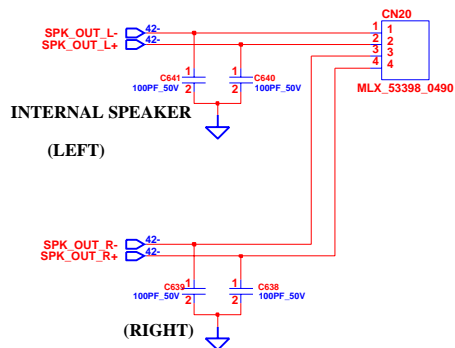 CN20
SPK_OUT_L- 42- 1 1
SPK_OUT_L+ 42- 2 2
3 3
4 4
MLX_53398_0490
1 C641 1 C640
100PF_50V 2 2 100PF_50V
INTERNAL SPEAKER
(LEFT)
SPK_OUT_R- 42-
SPK_OUT_R+ 42-
1 C639 1 C638
100PF_50V 2 2 100PF_50V
(RIGHT)